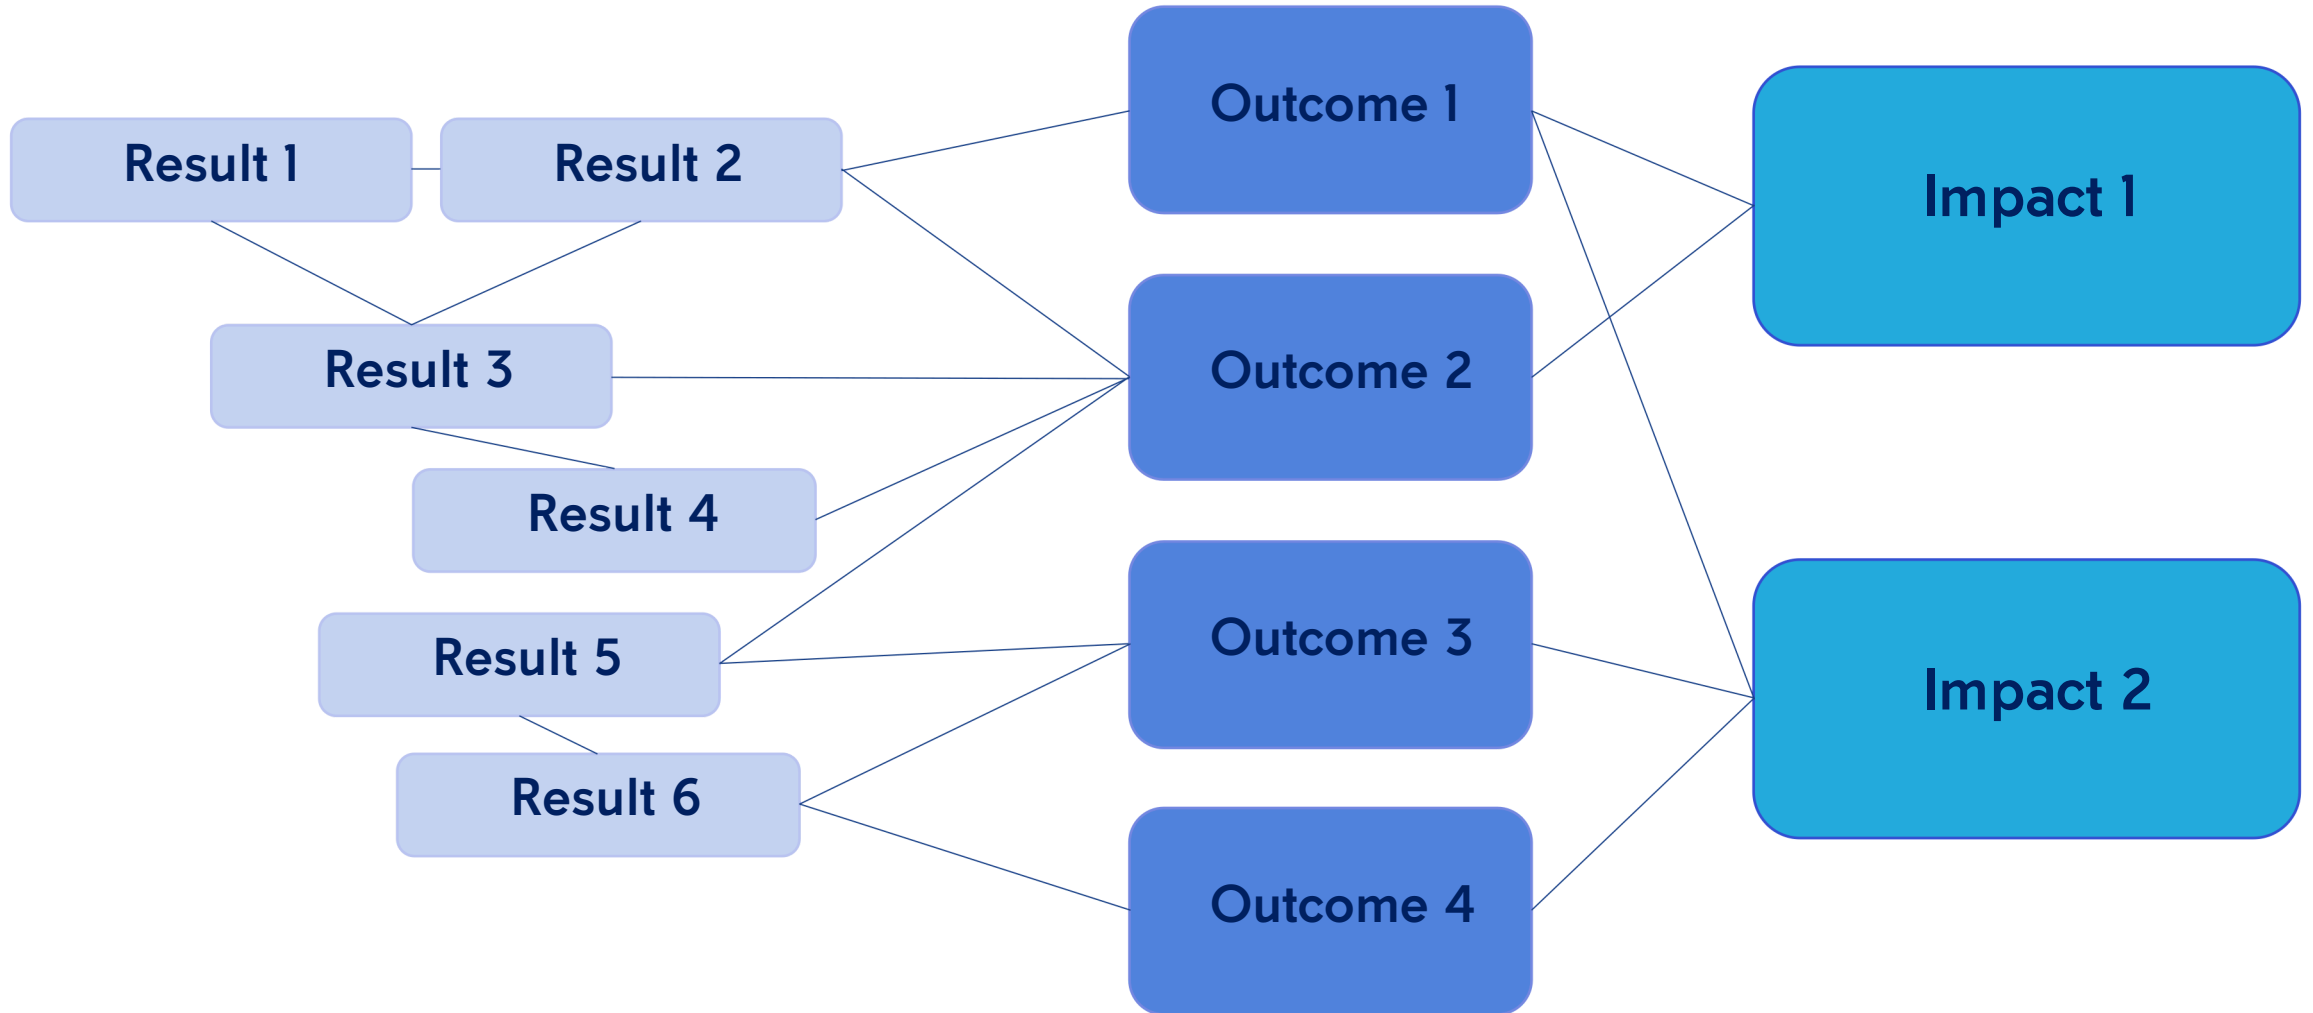 Result 1
Result 2
Result 3
Result 4
Result 5
Result 6
Outcome 1
Outcome 2
Outcome 3
Outcome 4
Impact 1
Impact 2